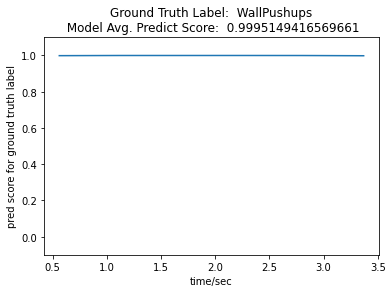 Ground Truth Label:  WallPushups
Model Avg. Predict Score:  0.9995149416569661
1.0
0.8
0.6
0.4
0.2
0.0
pred score for ground truth label
0.5 1.0 1.5 2.0 2.5 3.0 3.5
time/sec